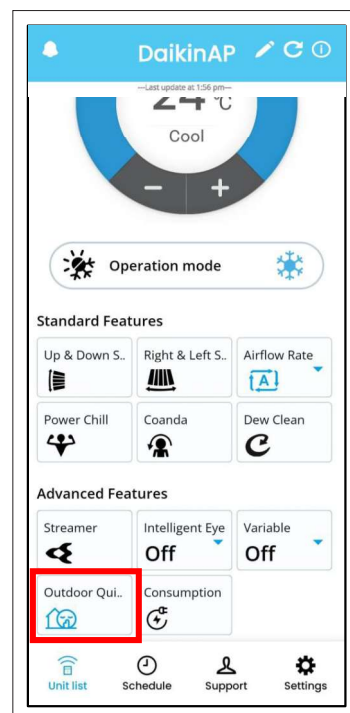 DaikinAP
—Last update at 1:56 pm—
24 °C
Cool
Operation mode
Standard Features
Up & Down S..
Right & Left S..
Airflow Rate
A
Power Chill
Coanda
Dew Clean
Advanced Features
Streamer
Intelligent Eye
Off
Variable
Off
Outdoor Qui..
Consumption
Unit list
Schedule
Support
Settings